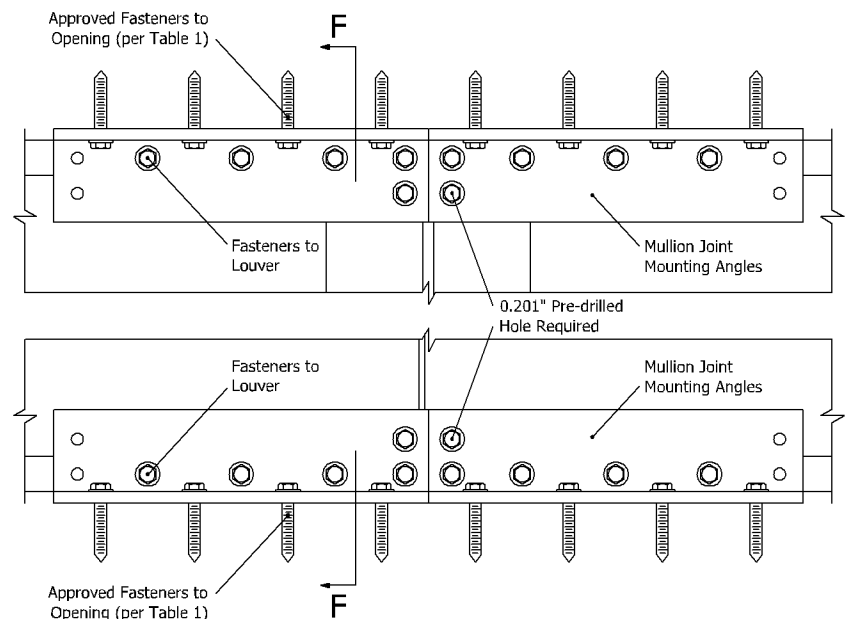 Approved Fasteners to
Opening (per Table 1)
F
Fasteners to
Louver
Mullion Joint
Mounting Angles
0.201" Pre-drilled
Hole Required
Fasteners to
Louver
Mullion Joint
Mounting Angles
Approved Fasteners to
Opening (per Table 1)
F